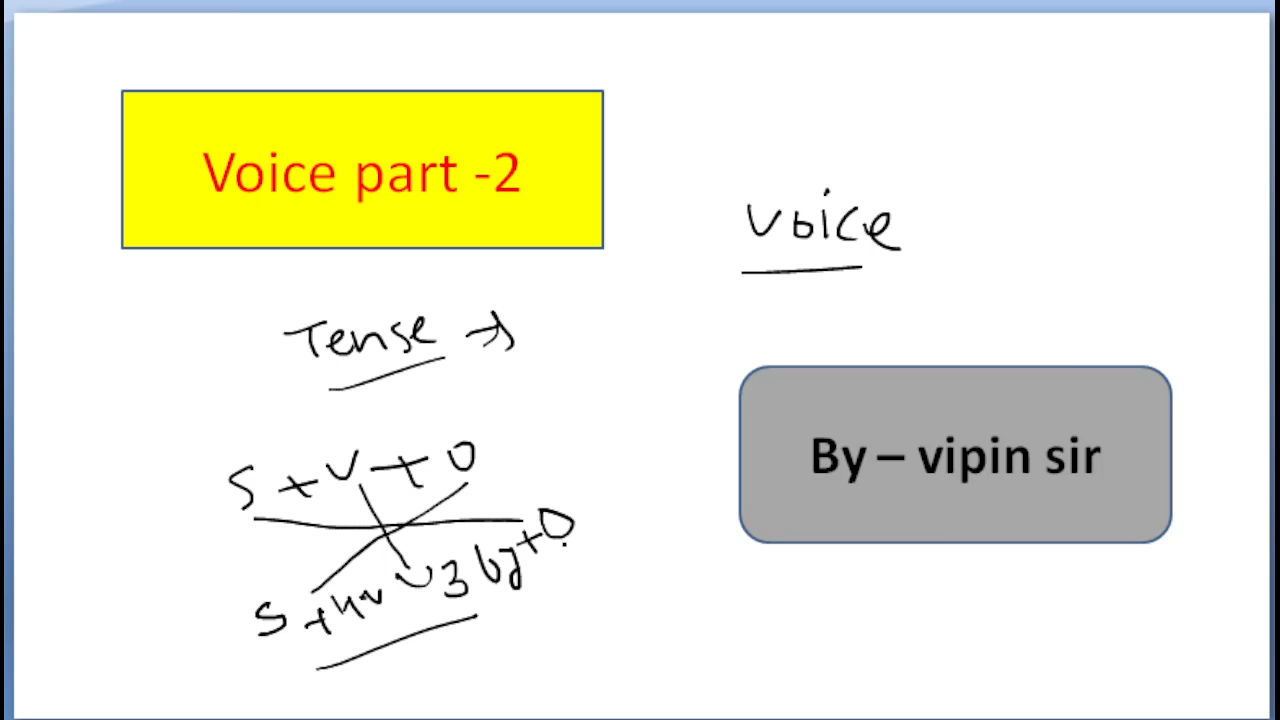 Voice part -2
voice
Tense →
By – vipin sir
S + V + O
S + HV V3 by + O